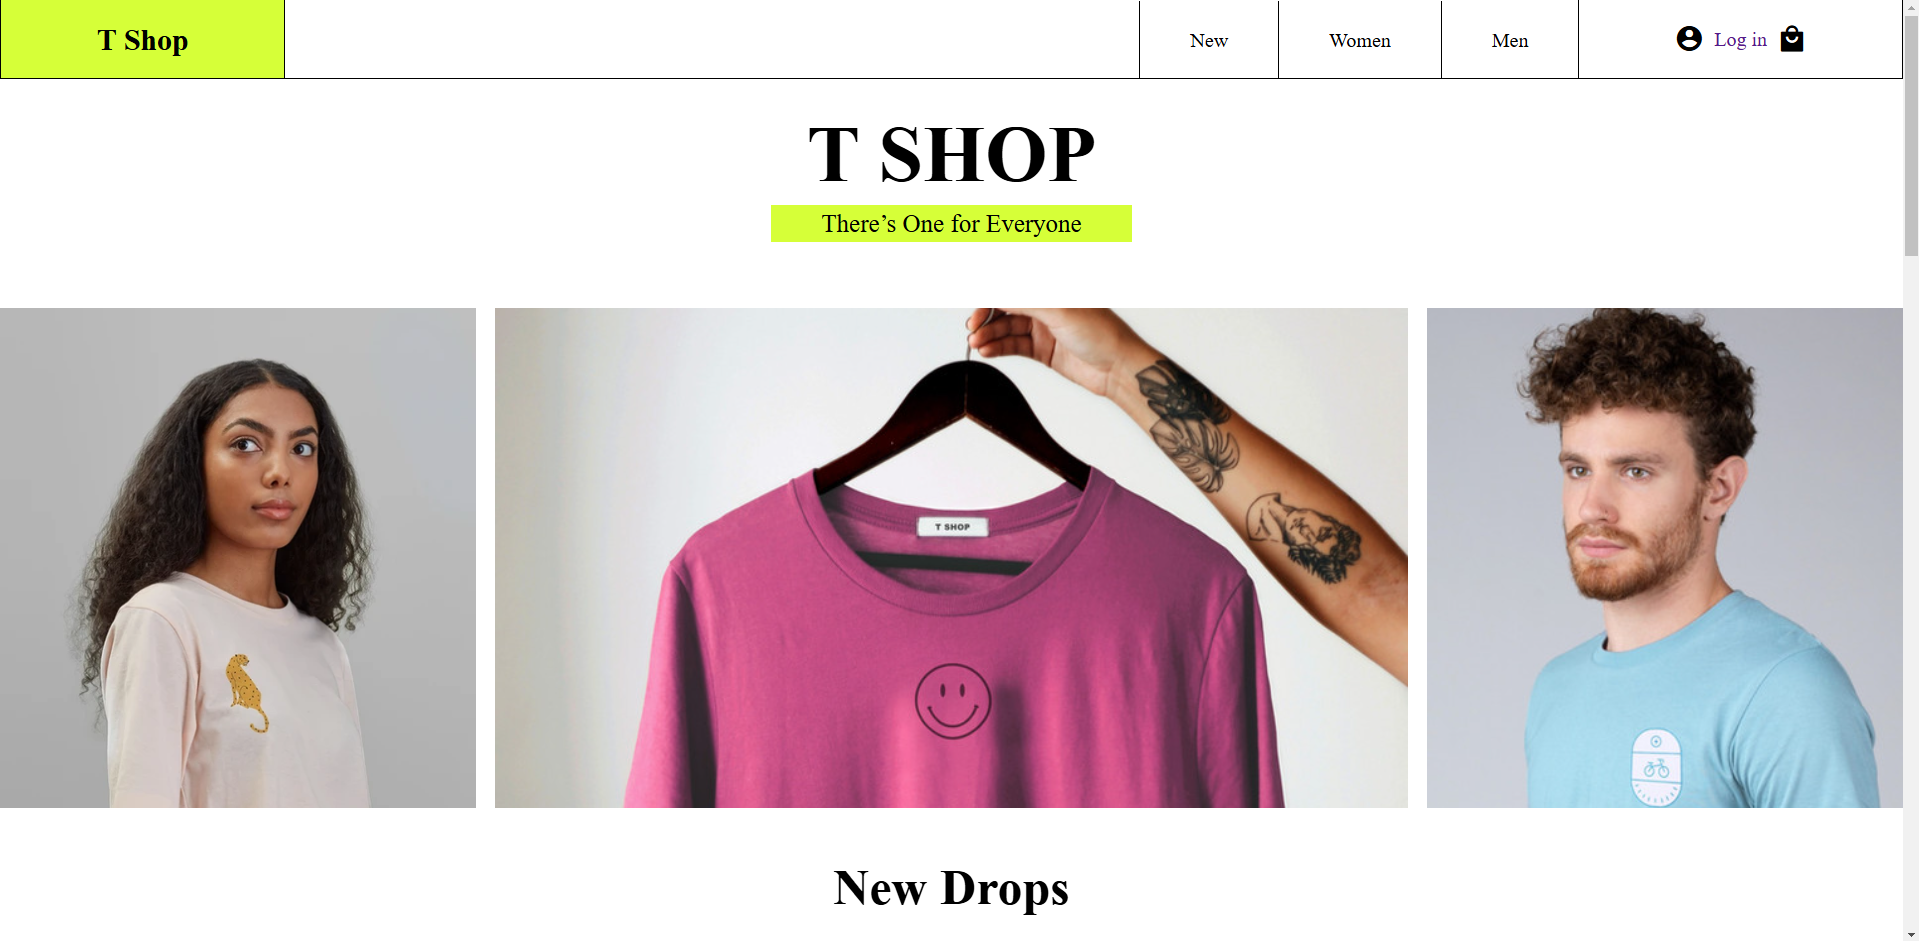 T Shop
New
Women
Men
Log in
T SHOP
There’s One for Everyone
T SHOP
New Drops